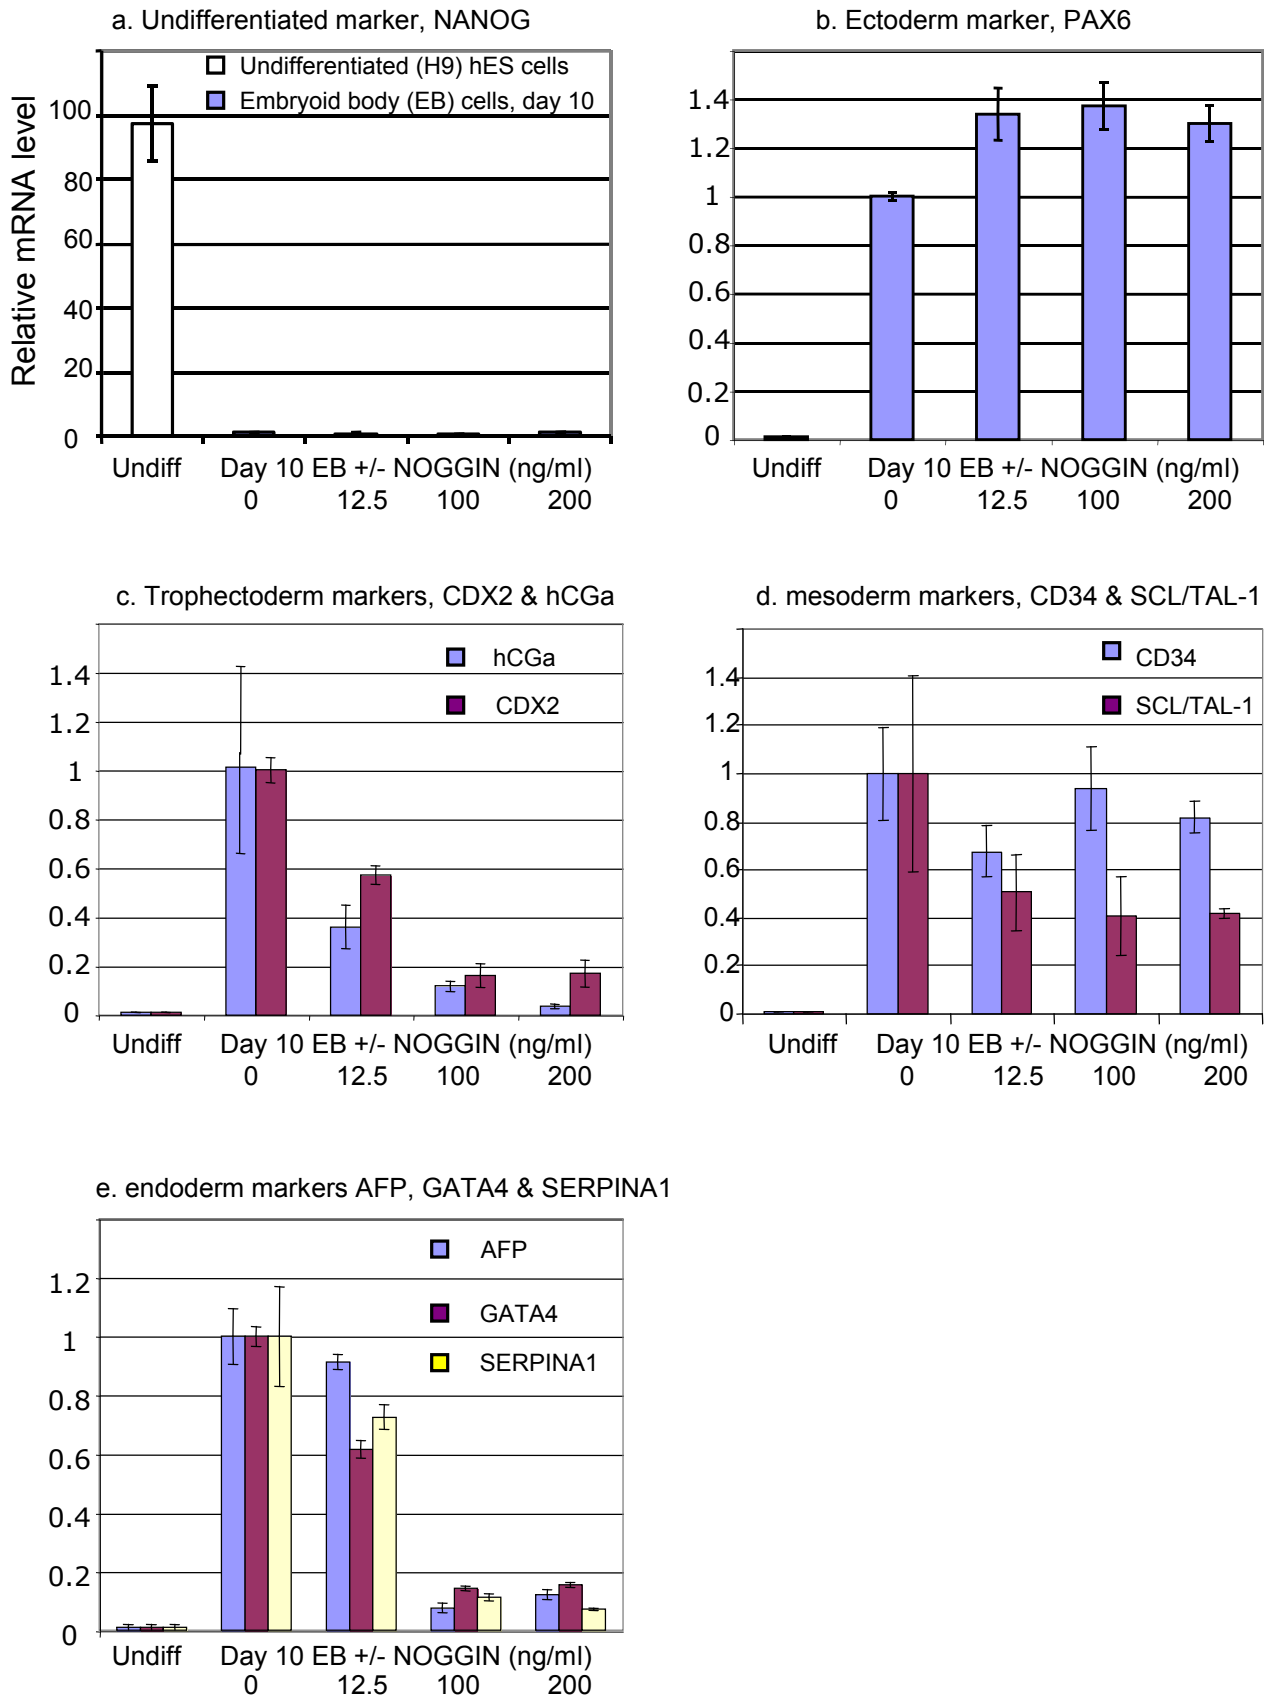 a. Undifferentiated marker, NANOG
Undifferentiated (H9) hES cells
Embryoid body (EB) cells, day 10
Relative mRNA level
100
80
60
40
20
0
Undiff Day 10 EB +/- NOGGIN (ng/ml)
0 12.5 100 200
b. Ectoderm marker, PAX6
1.4
1.2
1
0.8
0.6
0.4
0.2
0
Undiff Day 10 EB +/- NOGGIN (ng/ml)
0 12.5 100 200
c. Trophectoderm markers, CDX2 & hCGa
hCGa
CDX2
1.4
1.2
1
0.8
0.6
0.4
0.2
0
Undiff Day 10 EB +/- NOGGIN (ng/ml)
0 12.5 100 200
d. mesoderm markers, CD34 & SCL/TAL-1
CD34
SCL/TAL-1
1.4
1.2
1
0.8
0.6
0.4
0.2
0
Undiff Day 10 EB +/- NOGGIN (ng/ml)
0 12.5 100 200
e. endoderm markers AFP, GATA4 & SERPINA1
AFP
GATA4
SERPINA1
1.2
1
0.8
0.6
0.4
0.2
0
Undiff Day 10 EB +/- NOGGIN (ng/ml)
0 12.5 100 200